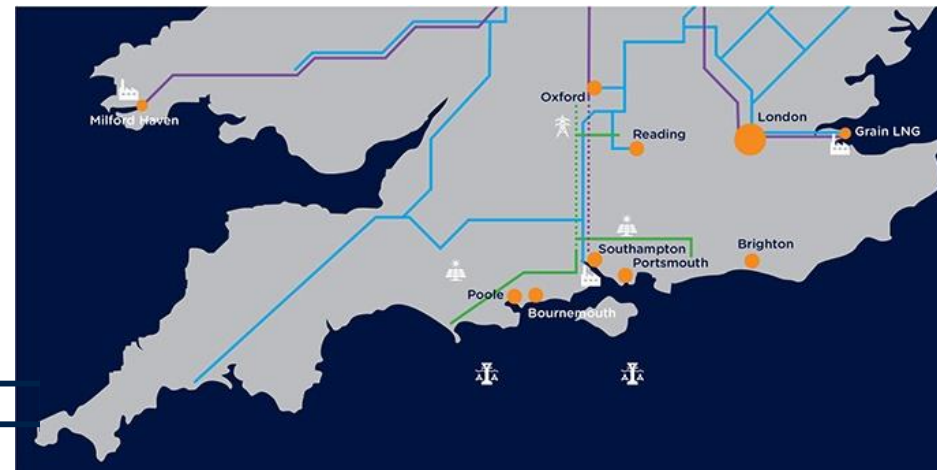 Oxford
Milford Haven
London
Reading
Grain LNG
Southampton
Brighton
Portsmouth
Poole
Bournemouth